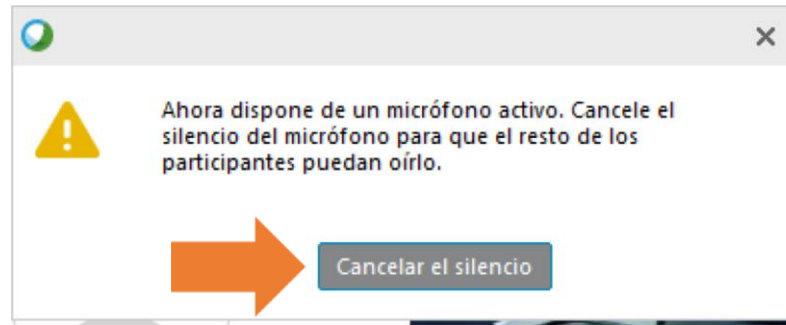 Ahora dispone de un micrófono activo. Cancele el
silencio del micrófono para que el resto de los
participantes puedan oírlo.
Cancelar el silencio